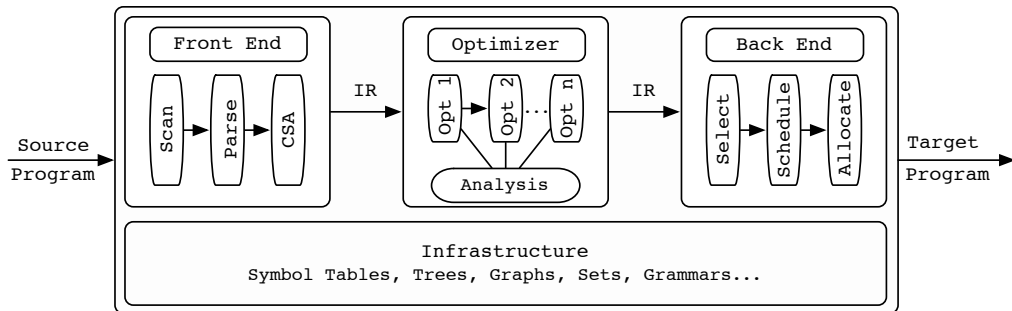 Front End
Optimizer
Back End
Scan
Parse
CSA
IR
Opt 1
Opt 2
...
Opt n
Analysis
IR
Select
Schedule
Allocate
Source
Program
Target
Program
Infrastructure
Symbol Tables, Trees, Graphs, Sets, Grammars...